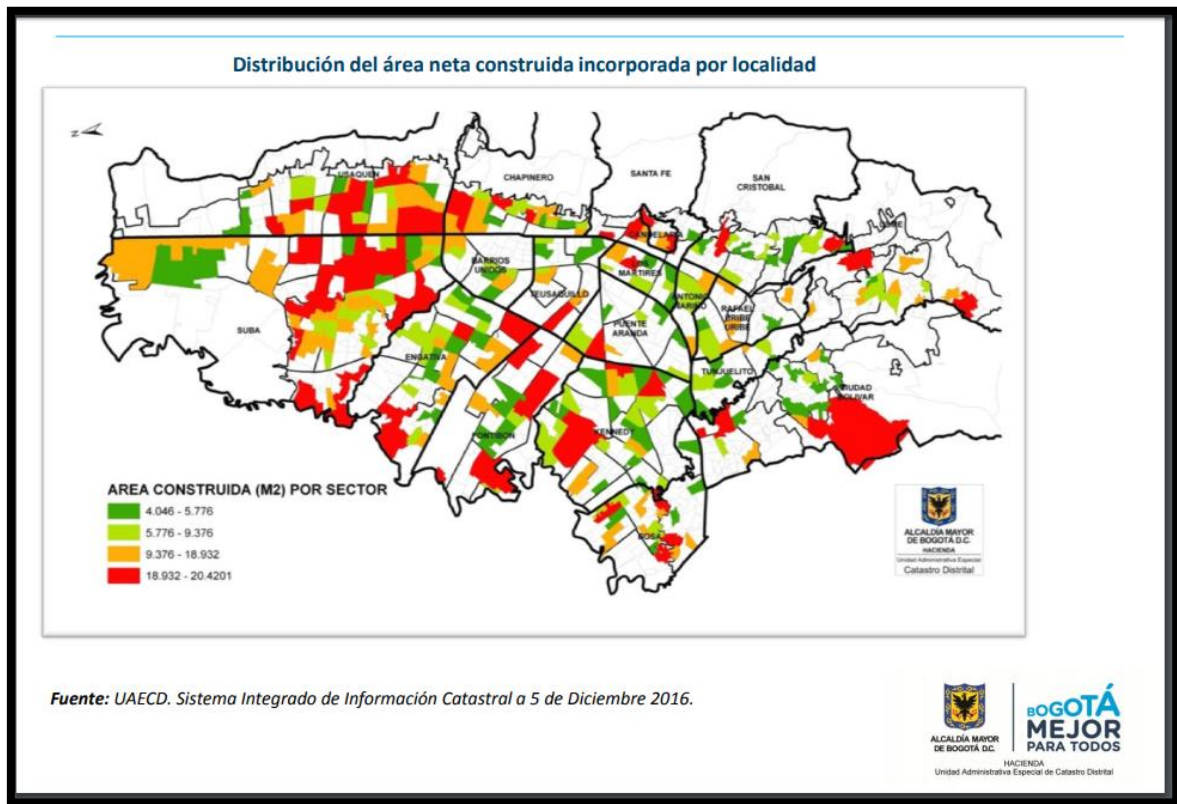 Distribución del área neta construida incorporada por localidad
Z
USAQUEN
CHAPINERO
SANTA FE
SAN
CRISTOBAL
USME
CANDELARIA
BARRIOS
UNIDOS
LOS
MARTIRES
TEUSAQUILLO
ANTONIO
NARIÑO
RAFAEL
URIBE
URIBE
PUENTE
ARANDA
SUBA
ENGATIVA
TUNJUELITO
CIUDAD
BOLIVAR
FONTIBON
KENNEDY
BOSA
AREA CONSTRUIDA (M2) POR SECTOR
4.046 - 5.776
5.776 - 9.376
9.376 - 18.932
18.932 - 20.4201
ALCALDÍA MAYOR
DE BOGOTÁ D.C.
HACIENDA
Unidad Administrativa Especial
Catastro Distrital
Fuente: UAECD. Sistema Integrado de Información Catastral a 5 de Diciembre 2016.
ALCALDÍA MAYOR
DE BOGOTÁ D.C.
BOGOTÁ
MEJOR
PARA TODOS
HACIENDA
Unidad Administrativa Especial de Catastro Distrital